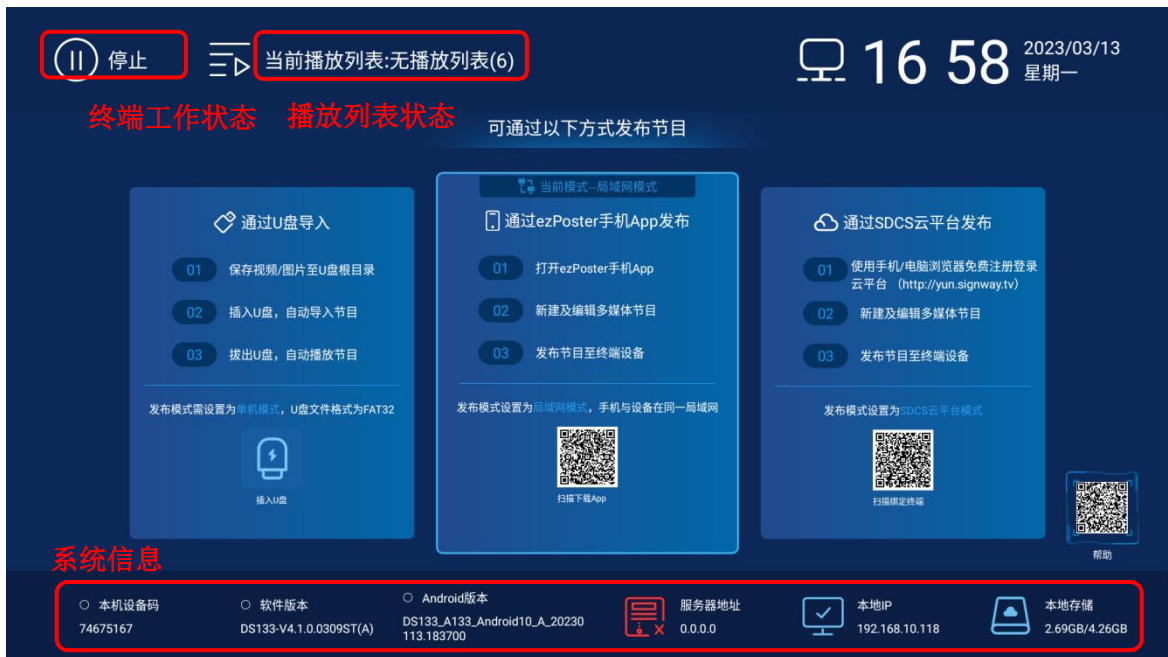 停止
当前播放列表:无播放列表(6)
16 58
2023/03/13
星期一
终端工作状态
播放列表状态
可通过以下方式发布节目
通过U盘导入
01 保存视频/图片至U盘根目录
02 插入U盘，自动导入节目
03 拔出U盘，自动播放节目
发布模式需设置为单机模式，U盘文件格式为FAT32
插入U盘
当前模式--局域网模式
通过ezPoster手机App发布
01 打开ezPoster手机App
02 新建及编辑多媒体节目
03 发布节目至终端设备
发布模式设置为局域网模式，手机与设备在同一局域网
扫描下载App
通过SDCS云平台发布
01 使用手机/电脑浏览器免费注册登录
云平台 （http://yun.signway.tv）
02 新建及编辑多媒体节目
03 发布节目至终端设备
发布模式设置为SDCS云平台模式
扫描绑定终端
帮助
系统信息
本机设备码
74675167
软件版本
DS133-V4.1.0.0309ST(A)
Android版本
DS133_A133_Android10_A_20230
113.183700
服务器地址
0.0.0.0
本地IP
192.168.10.118
本地存储
2.69GB/4.26GB